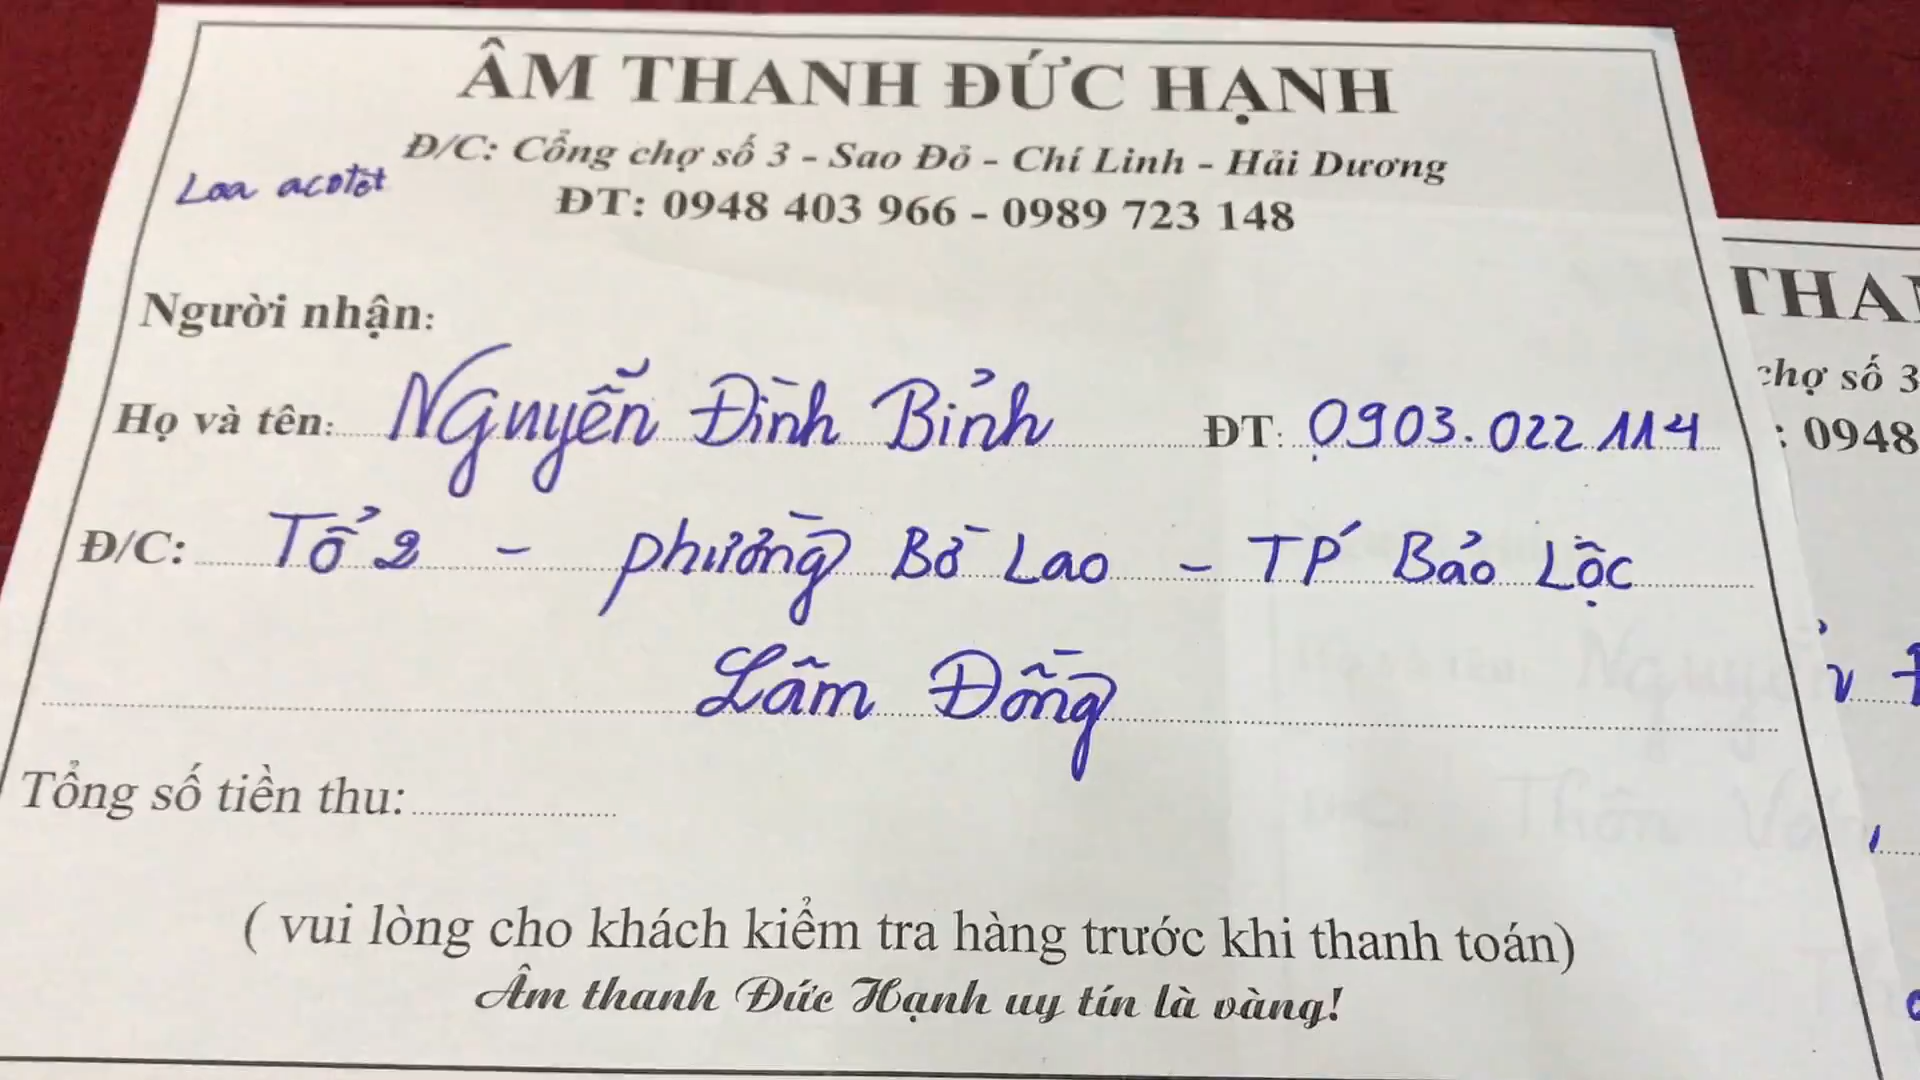 ÂM THANH ĐỨC HẠNH
Đ/C: Cổng chợ số 3 - Sao Đỏ - Chí Linh - Hải Dương
Loa acotet
ĐT: 0948 403 966 - 0989 723 148
Người nhận:
Họ và tên: Nguyễn Đình Bỉnh ĐT: 0903.022 114
Đ/C: Tổ 2 - phường Bờ Lao - TP Bảo Lộc
Lâm Đồng
Tổng số tiền thu:
( vui lòng cho khách kiểm tra hàng trước khi thanh toán)
Âm thanh Đức Hạnh uy tín là vàng!
THAN
chợ số 3
: 0948